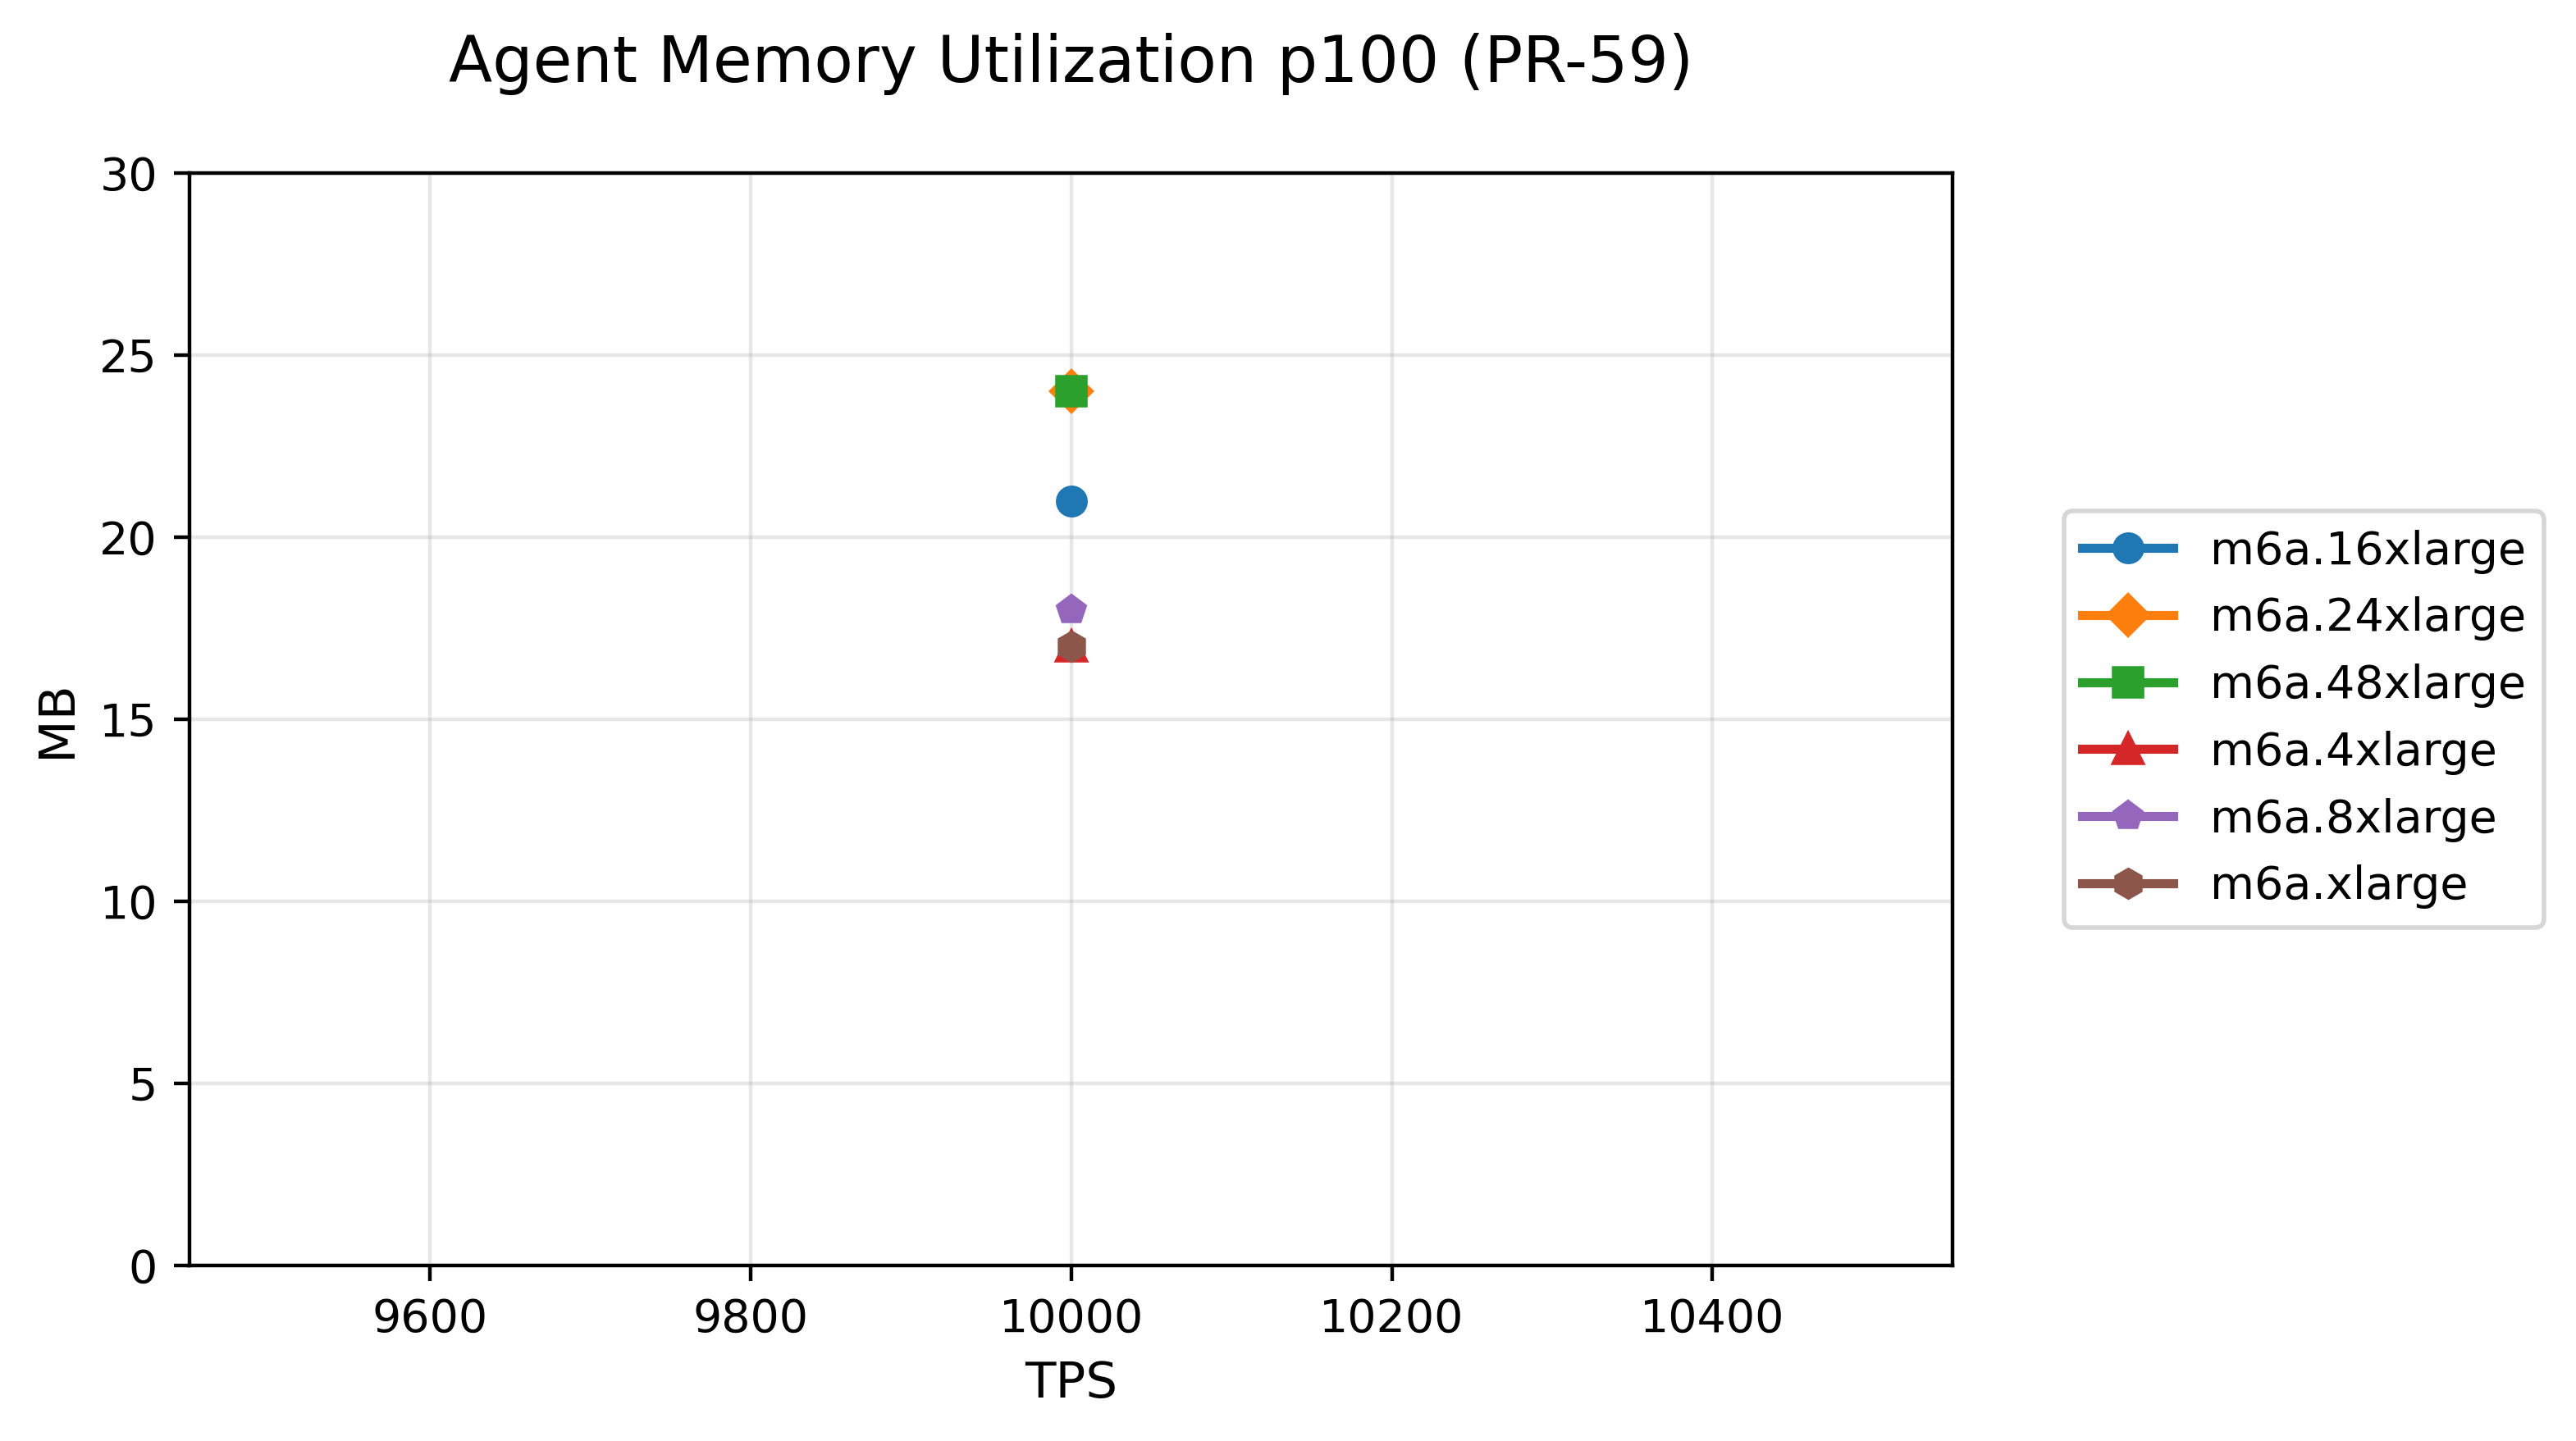 Agent Memory Utilization p100 (PR-59)
30
25
20
15
10
5
0
MB
9600 9800 10000 10200 10400
TPS
m6a.16xlarge
m6a.24xlarge
m6a.48xlarge
m6a.4xlarge
m6a.8xlarge
m6a.xlarge